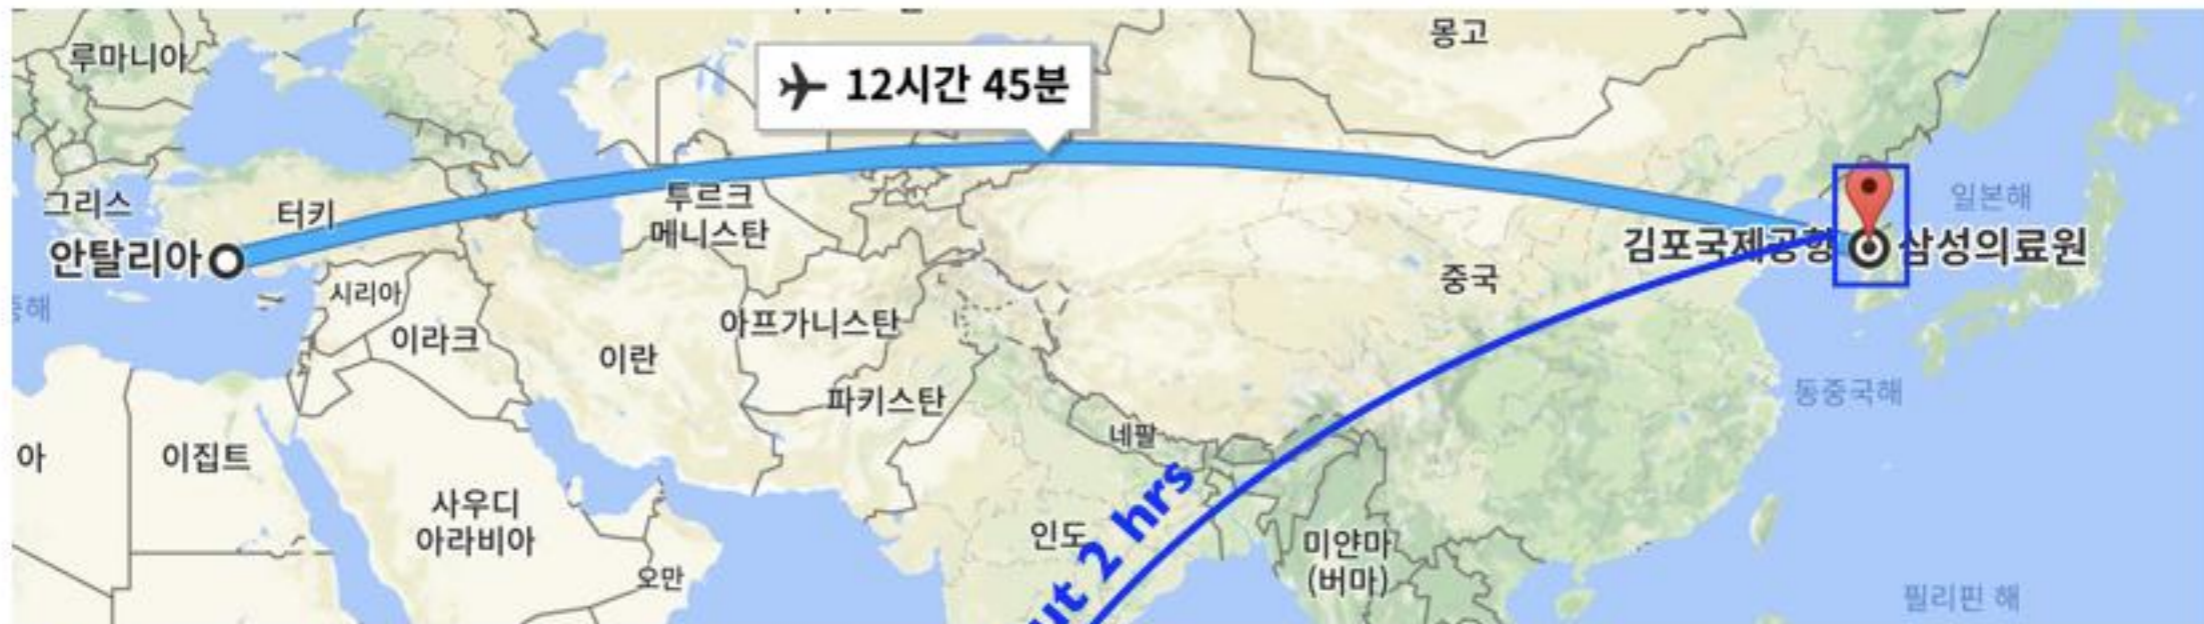 루마니아
몽고
12시간 45분
그리스
터키
투르크
메니스탄
일본해
안탈리아
김포국제공항
삼성의료원
중국
시리아
이라크
아프가니스탄
이란
파키스탄
동중국해
네팔
아
이집트
사우디
아라비아
인도
2 hrs
미얀마
(버마)
오만
필리핀 해